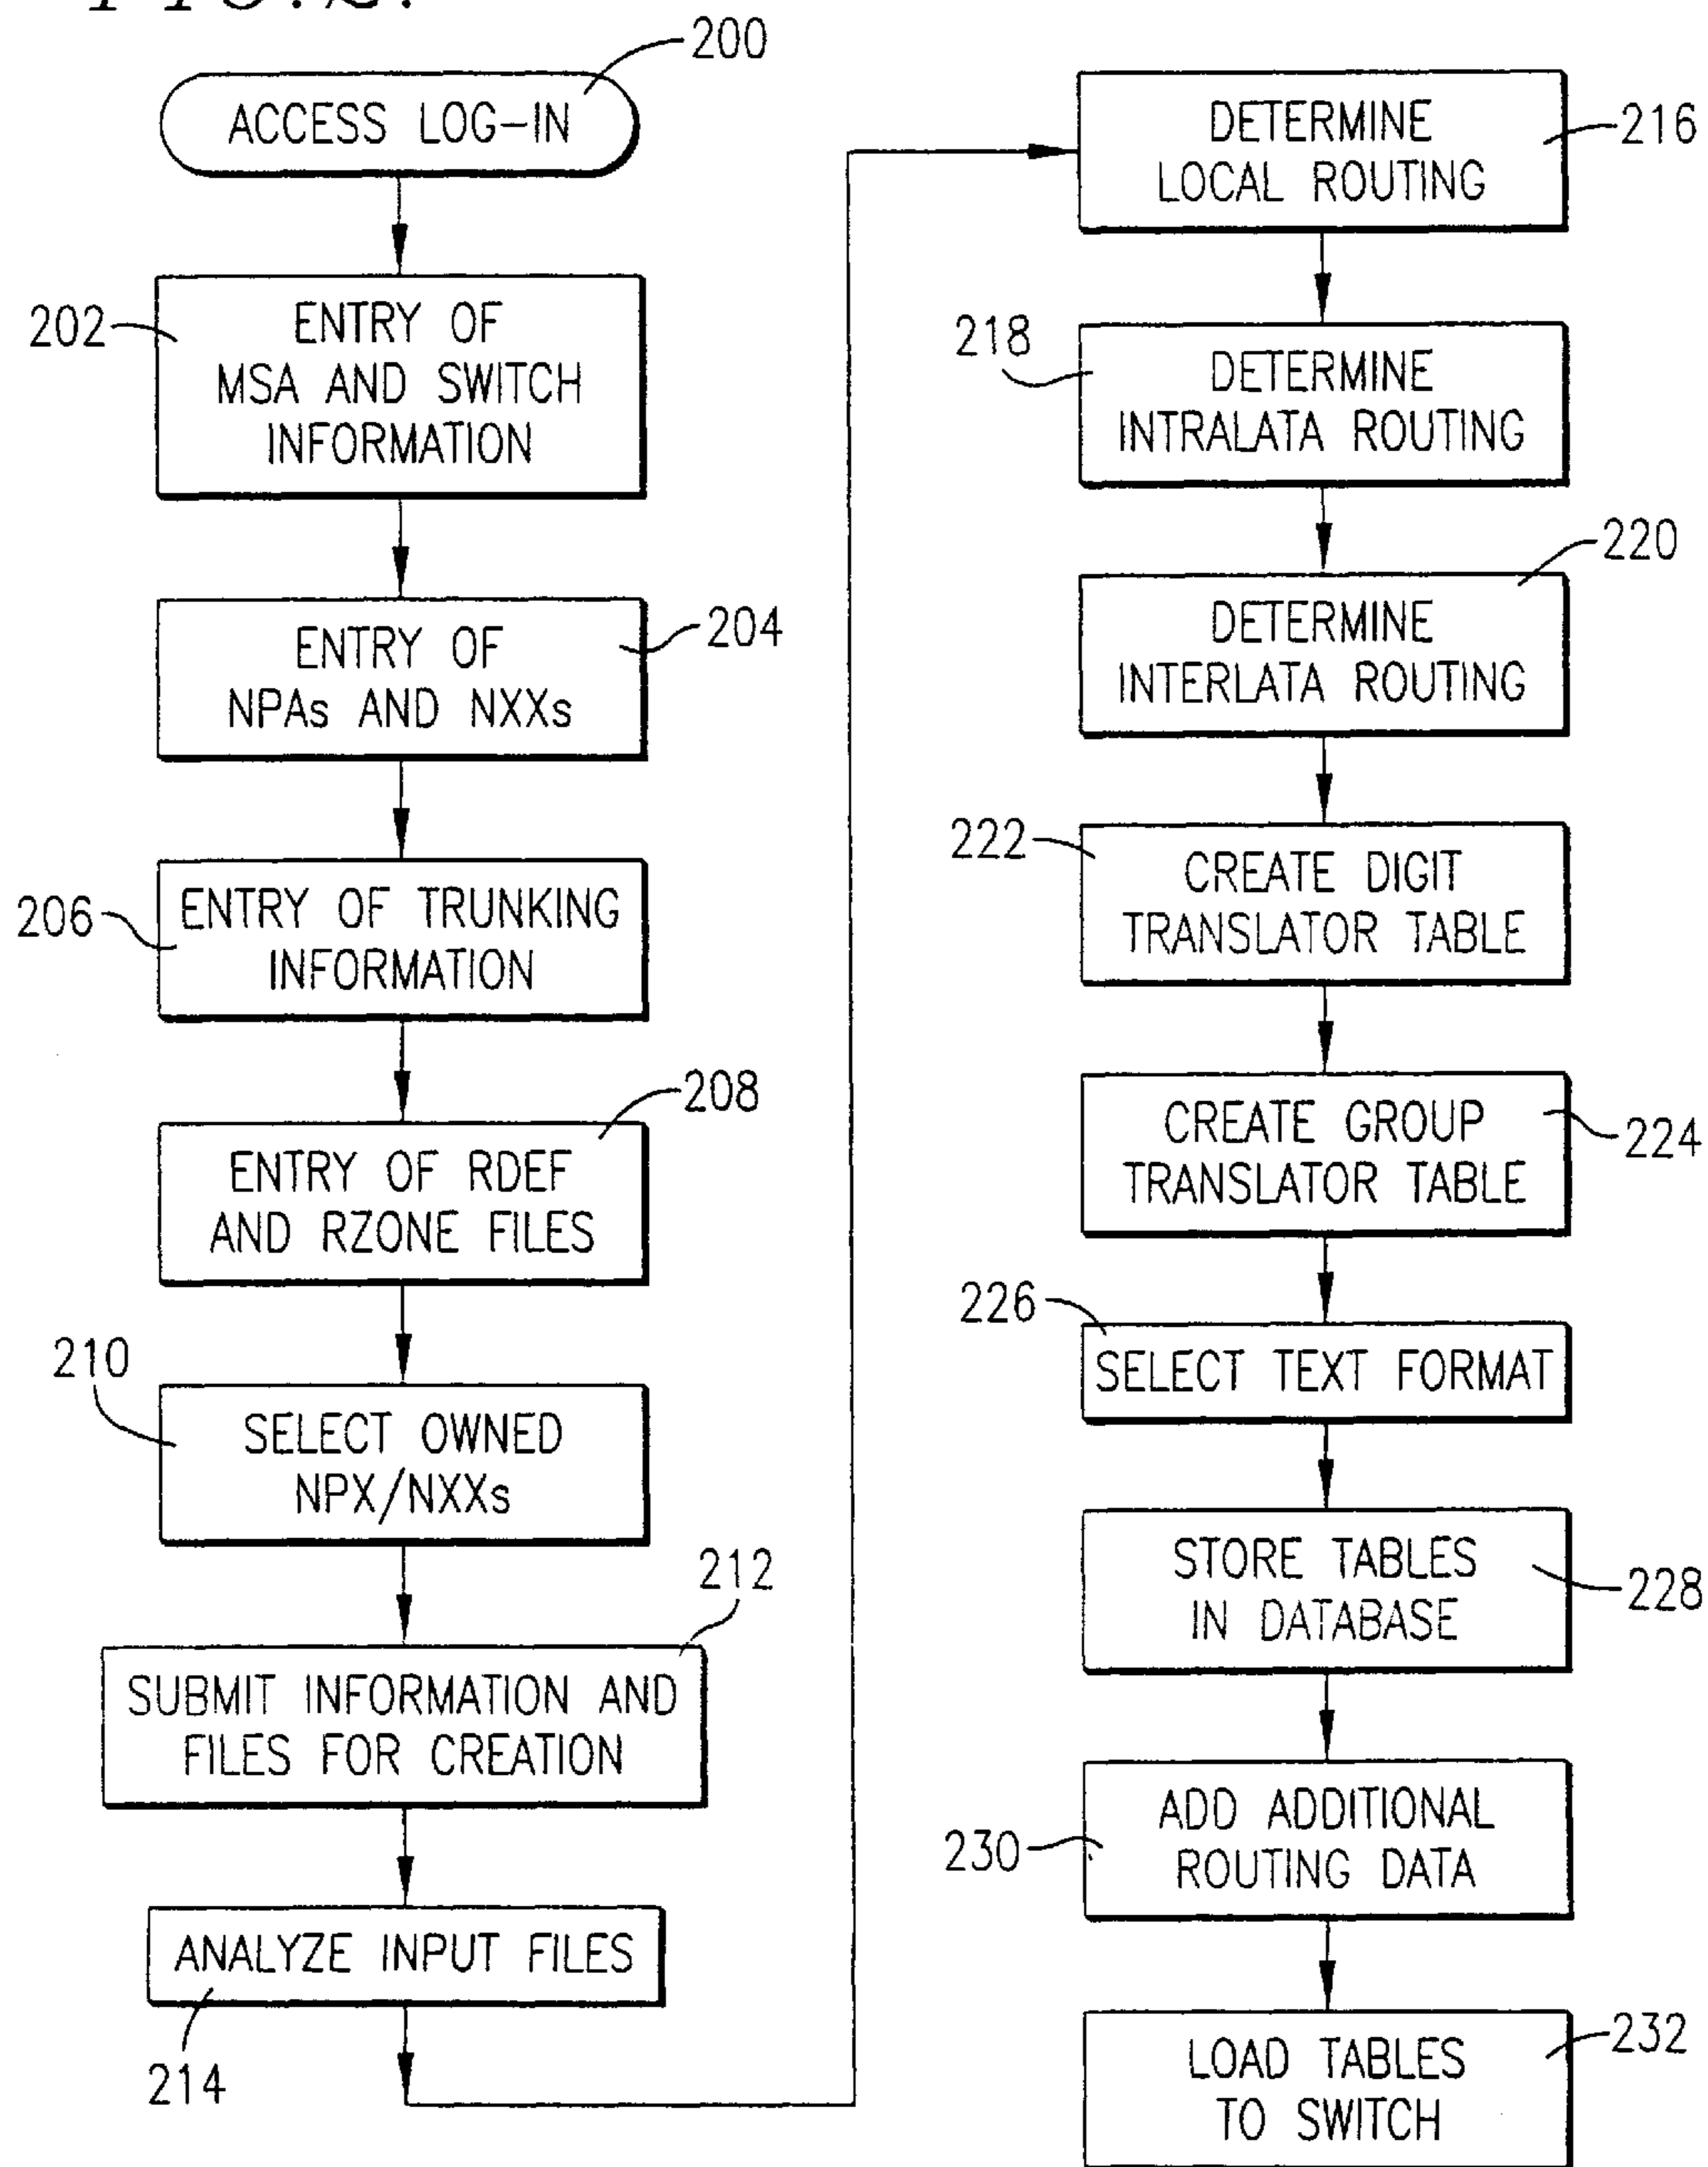 FIG. 2.
200
ACCESS LOG-IN
202
ENTRY OF
MSA AND SWITCH
INFORMATION
204
ENTRY OF
NPAs AND NXXs
206
ENTRY OF TRUNKING
INFORMATION
208
ENTRY OF RDEF
AND RZONE FILES
210
SELECT OWNED
NPX/NXXs
212
SUBMIT INFORMATION AND
FILES FOR CREATION
ANALYZE INPUT FILES
214
DETERMINE
LOCAL ROUTING
216
218
DETERMINE
INTRALATA ROUTING
220
DETERMINE
INTERLATA ROUTING
222
CREATE DIGIT
TRANSLATOR TABLE
CREATE GROUP
TRANSLATOR TABLE
224
226
SELECT TEXT FORMAT
STORE TABLES
IN DATABASE
228
ADD ADDITIONAL
ROUTING DATA
230
LOAD TABLES
TO SWITCH
232